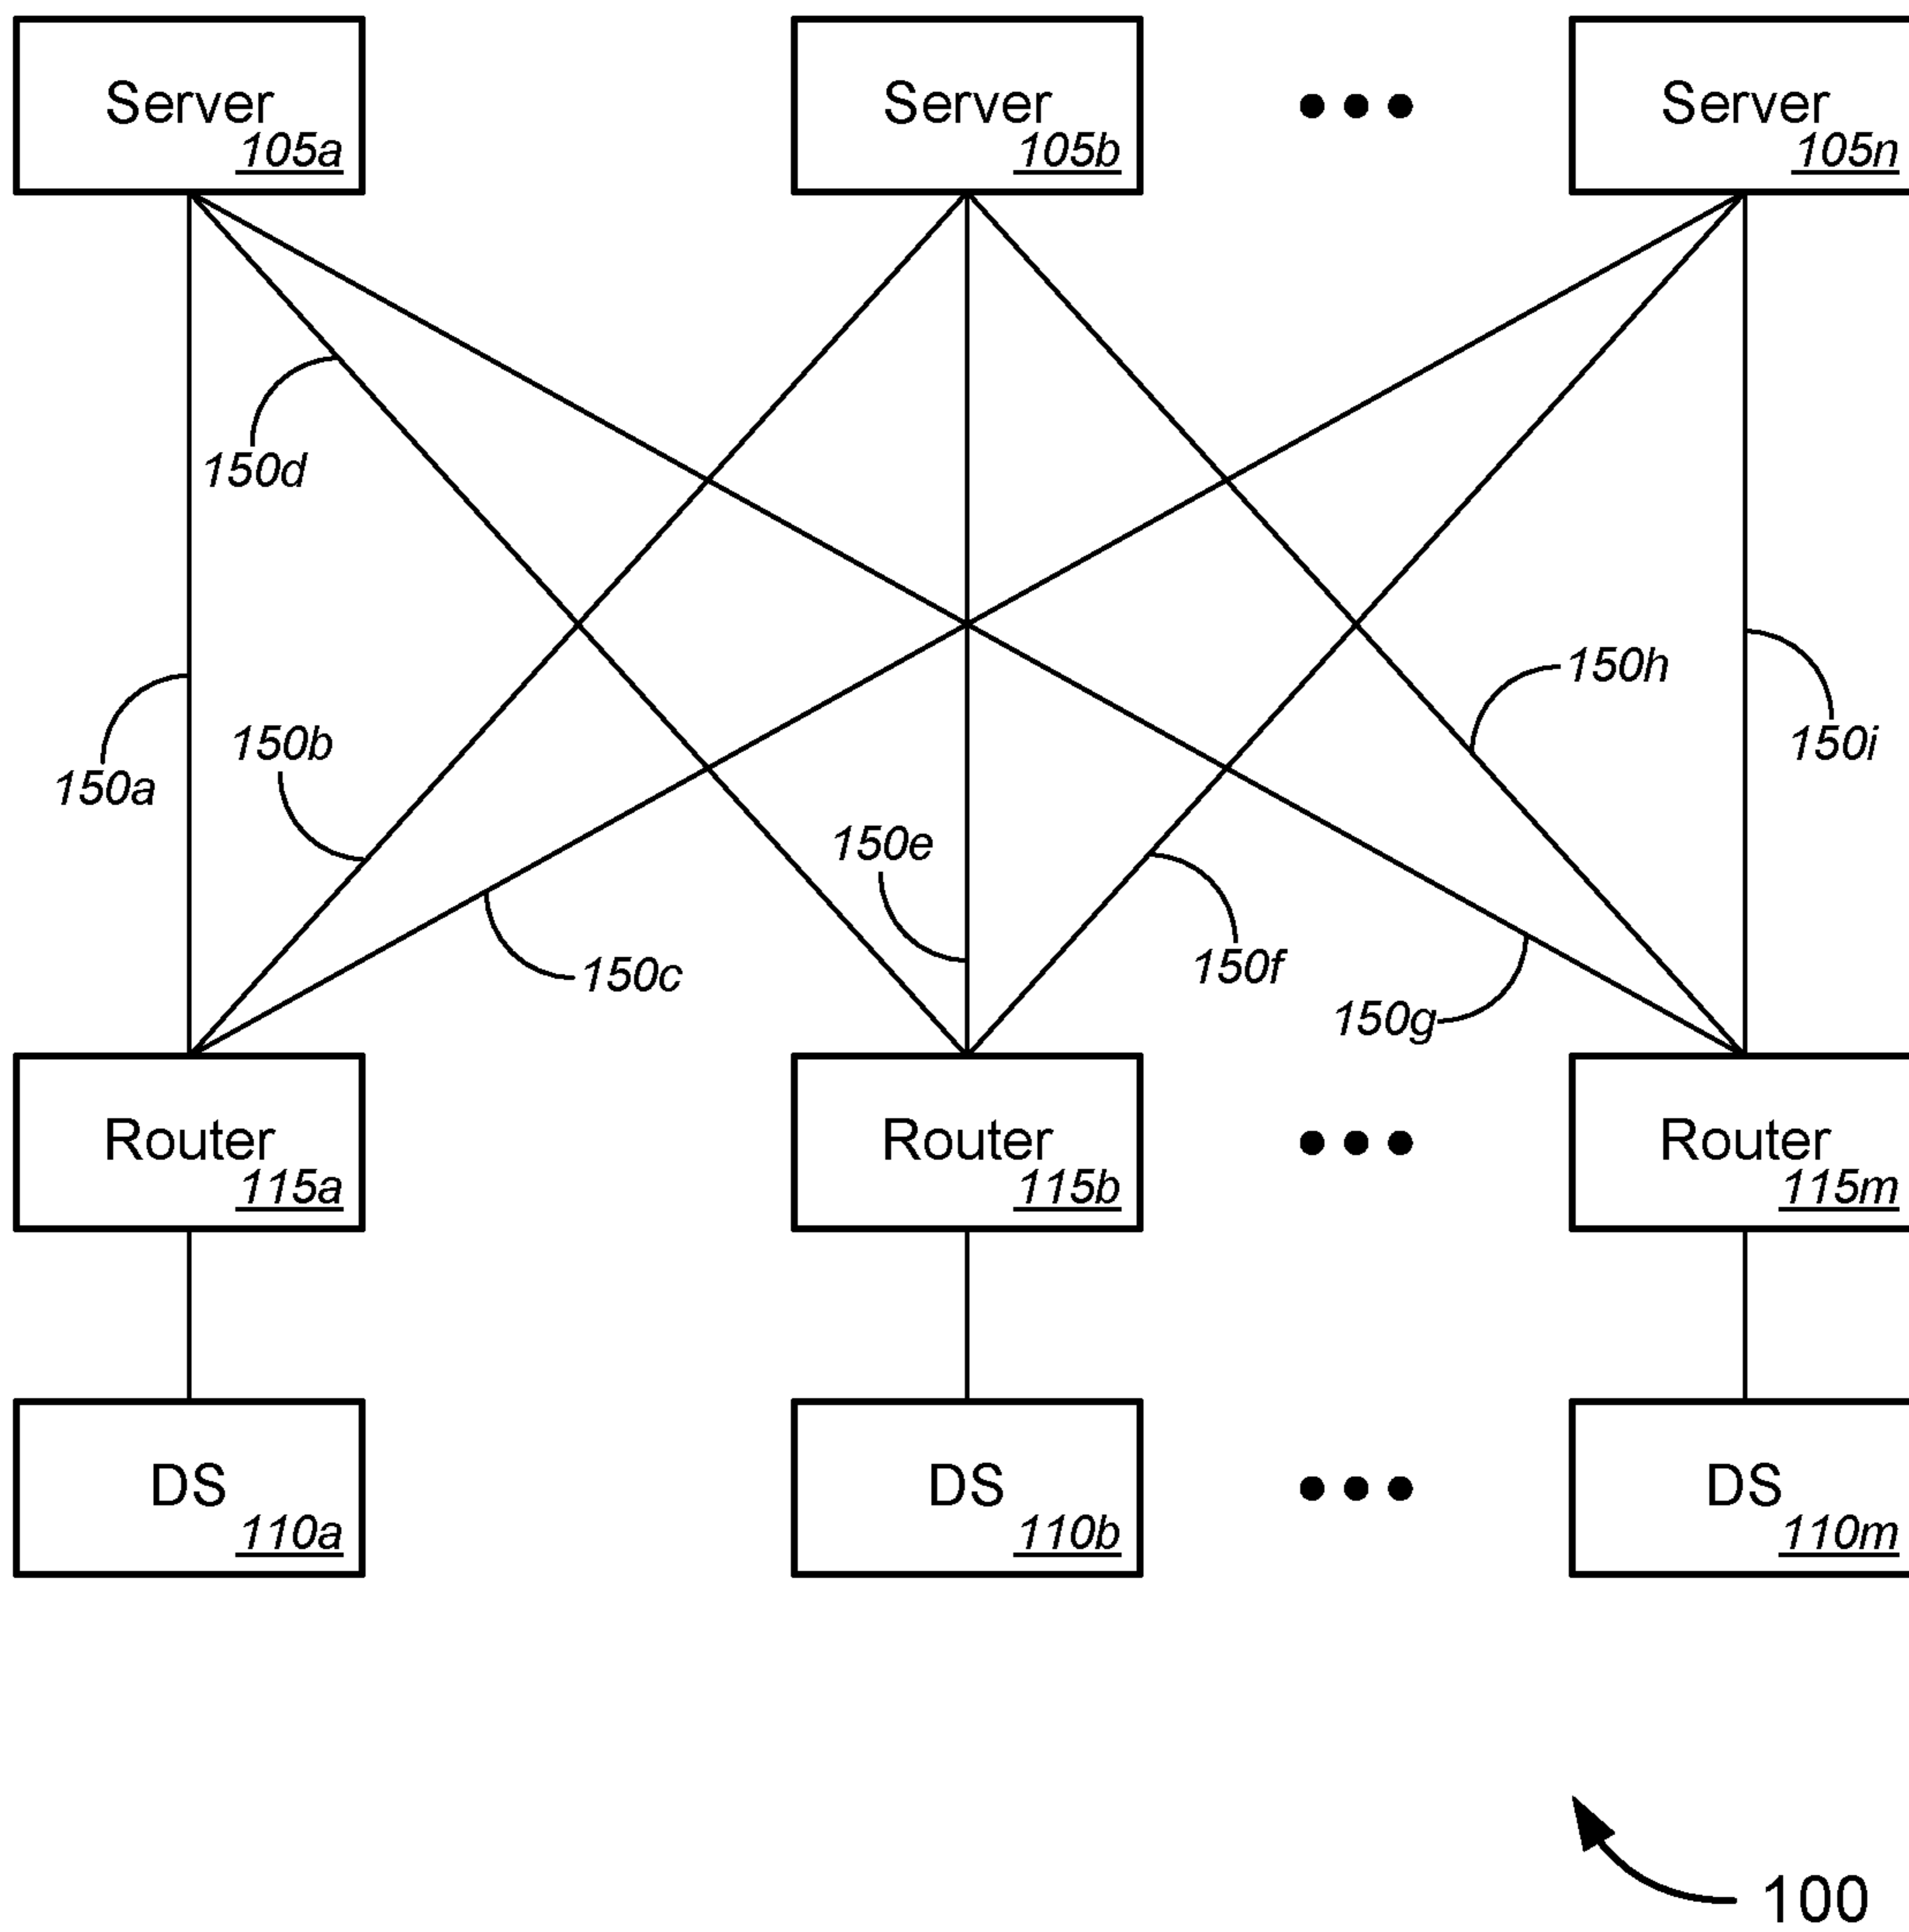 Server
105a
Server
105b
Server
105n
150d
150h
150i
150b
150a
150e
150c
150f
150g
Router
115a
Router
115b
Router
115m
DS
110a
DS
110b
DS
110m
100